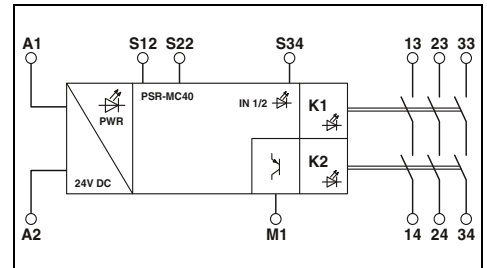 A1 S12 S22 S34 13 23 33
PSR-MC40 IN 1/2 K1
PWR
24V DC K2
A2 M1 14 24 34